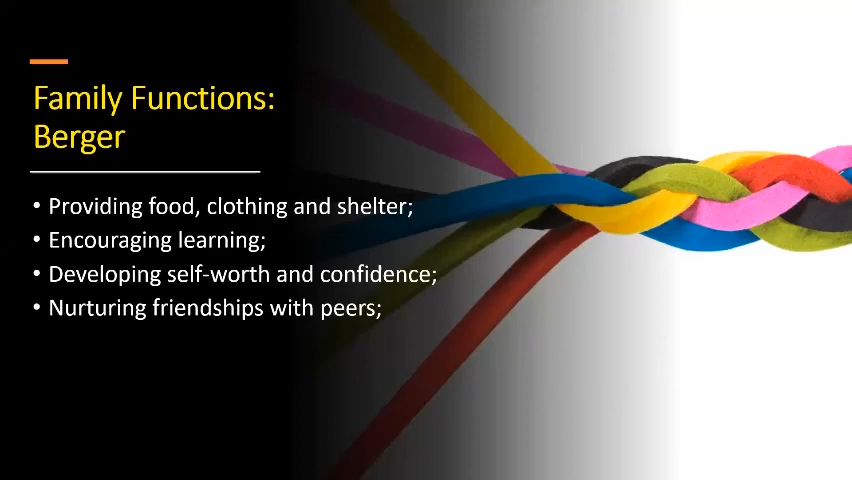 Family Functions:
Berger
• Providing food, clothing and shelter;
• Encouraging learning;
• Developing self-worth and confidence;
• Nurturing friendships with peers;